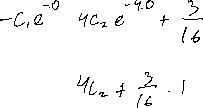 -C₁e^{-0} 4C₂e^{-4.0} + 3/16
4C₂ + 3/16 · 1